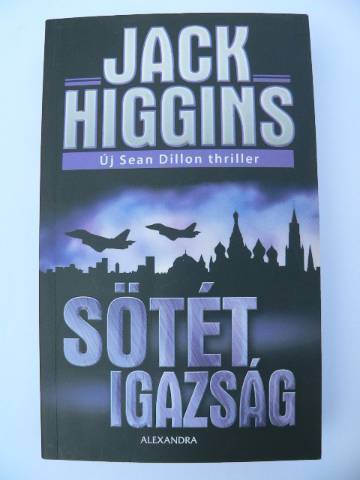 JACK
HIGGINS
Új Sean Dillon thriller
SÖTÉT
IGAZSÁG
ALEXANDRA